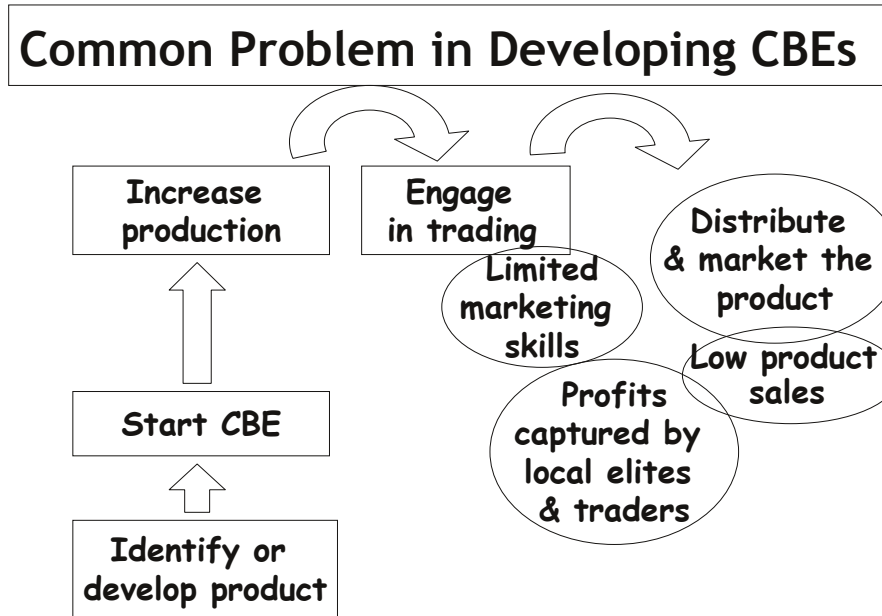 Common Problem in Developing CBEs
Increase
production
Engage
in trading
Distribute
& market the
product
Limited
marketing
skills
Low product
sales
Start CBE
Profits
captured by
local elites
& traders
Identify or
develop product